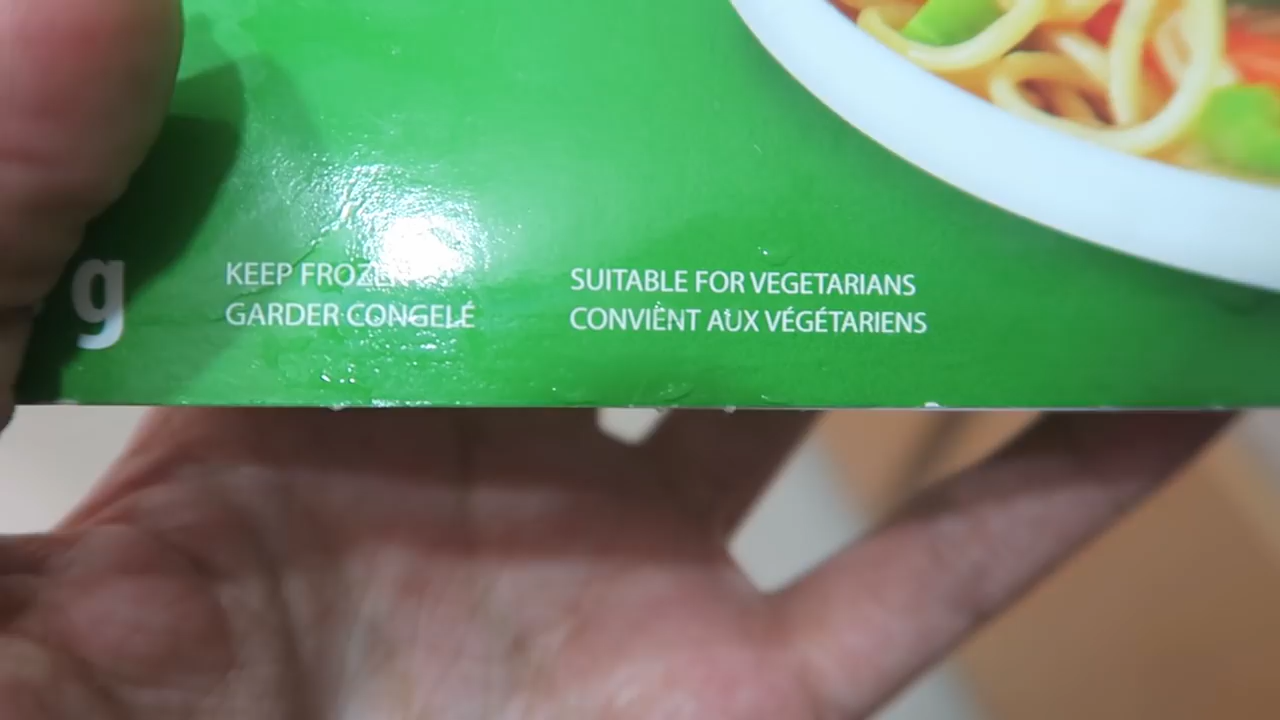 g
KEEP FROZEN
GARDER CONGELÉ
SUITABLE FOR VEGETARIANS
CONVIENT AUX VÉGÉTARIENS